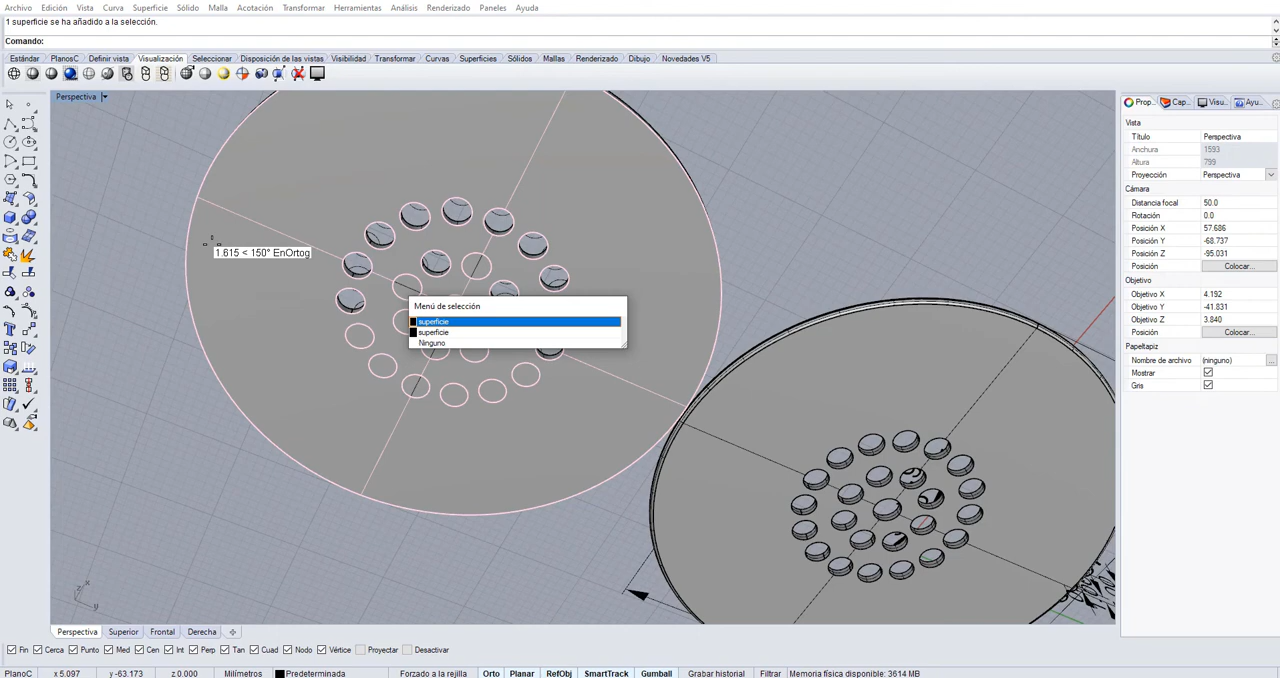 Archivo Edición Vista Curva Superficie Sólido Malla Acotación Transformar Herramientas Análisis Renderizado Paneles Ayuda
1 superficie se ha añadido a la selección.
Comando:
Estándar PlanosC Definir vista Visualización Seleccionar Disposición de las vistas Visibilidad Transformar Curvas Superficies Sólidos Mallas Renderizado Dibujo Novedades V5
Perspectiva
Prop... Cap... Visu... Ayu...
Vista
Título Perspectiva
Anchura 1593
Altura 799
Proyección Perspectiva
Cámara
Distancia focal 50.0
Rotación 0.0
Posición X 57.686
Posición Y -68.737
Posición Z -95.031
Posición Colocar...
Objetivo
Objetivo X 4.192
Objetivo Y -41.831
Objetivo Z 3.840
Posición Colocar...
Papeltapiz
Nombre de archivo (ninguno)
Mostrar
Gris
1.615 < 150° EnOrtog
Menú de selección
superficie
superficie
Ninguno
z x
y
Perspectiva Superior Frontal Derecha
Fin Cerca Punto Med Cen Int Perp Tan Cuad Nodo Vértice Proyectar Desactivar
PlanoC x 5.097 y -63.173 z 0.000 Milímetros Predeterminada Forzado a la rejilla Orto Planar RefObj SmartTrack Gumball Grabar historial Filtrar Memoria física disponible: 3614 MB